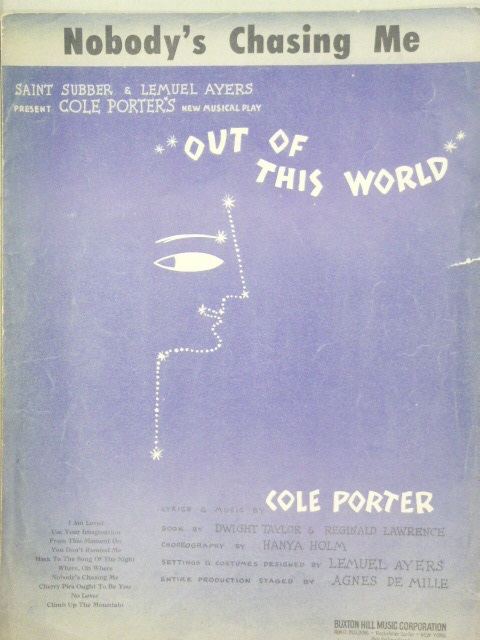 Nobody's Chasing Me
SAINT SUBBER & LEMUEL AYERS
PRESENT COLE PORTER'S NEW MUSICAL PLAY
OUT OF
THIS WORLD
LYRICS & MUSIC BY COLE PORTER
BOOK BY DWIGHT TAYLOR & REGINALD LAWRENCE
CHOREOGRAPHY BY HANYA HOLM
SETTINGS & COSTUMES DESIGNED BY LEMUEL AYERS
ENTIRE PRODUCTION STAGED BY AGNES DE MILLE
I Am Loved
Use Your Imagination
From This Moment On
You Don't Remind Me
Hark To The Song Of The Night
Where, Oh Where
Nobody's Chasing Me
Cherry Pies Ought To Be You
No Lover
Climb Up The Mountain
BUXTON HILL MUSIC CORPORATION
NEW YORK